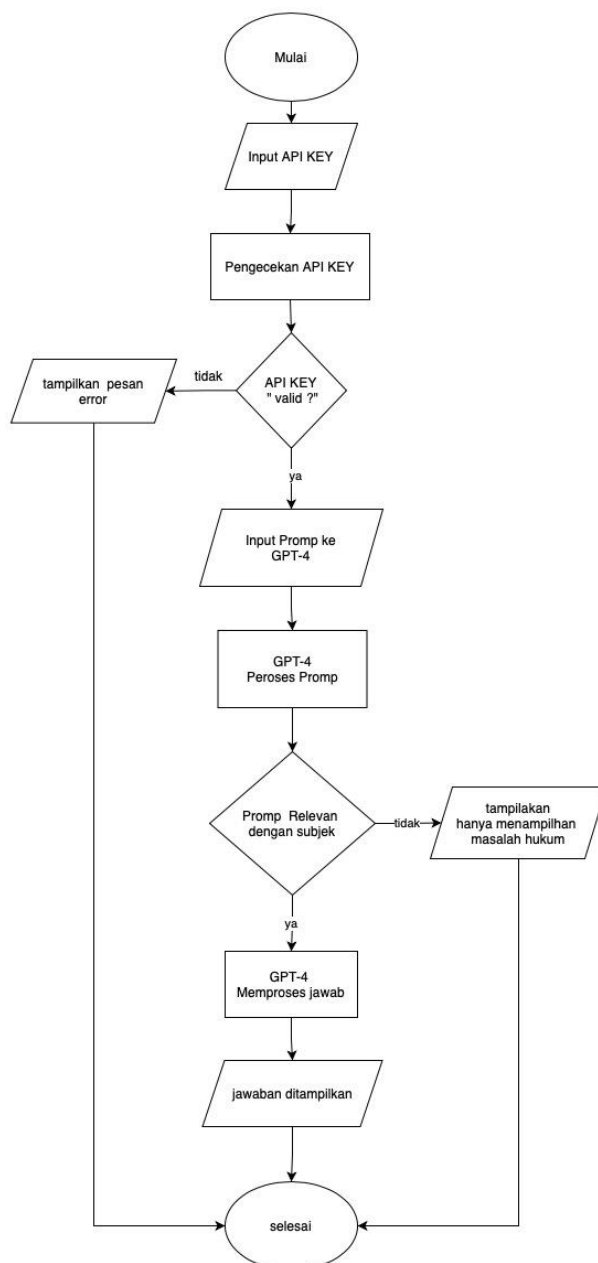 Mulai
Input API KEY
Pengecekan API KEY
API KEY
" valid ?"
tidak
tampilkan pesan
error
ya
Input Promp ke
GPT-4
GPT-4
Peroses Promp
Promp Relevan
dengan subjek
tidak
tampilakan
hanya menampilhan
masalah hukum
ya
GPT-4
Memproses jawab
jawaban ditampilkan
selesai